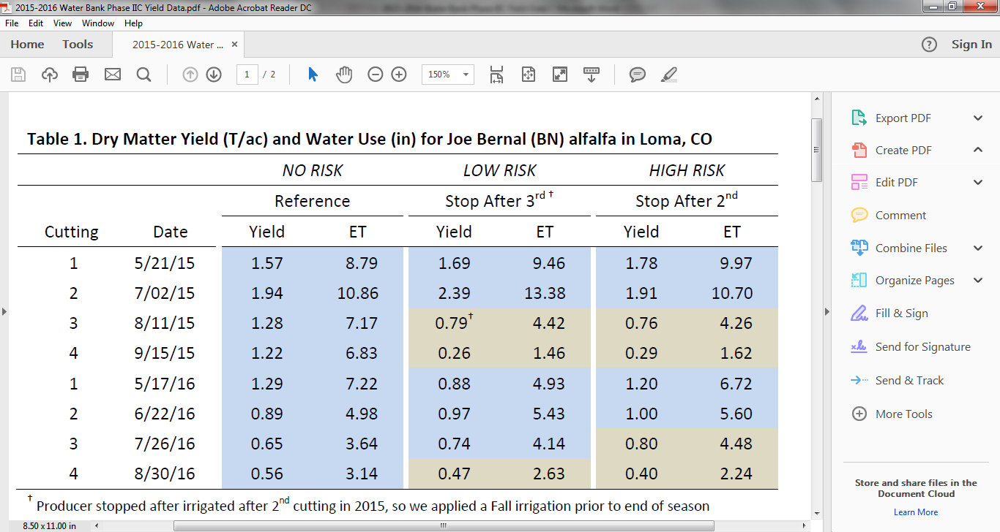 2015-2016 Water Bank Phase IIC Yield Data.pdf - Adobe Acrobat Reader DC
File Edit View Window Help
Home Tools 2015-2016 Water ... × ? Sign In
1 / 2 150%
Table 1. Dry Matter Yield (T/ac) and Water Use (in) for Joe Bernal (BN) alfalfa in Loma, CO
NO RISK LOW RISK HIGH RISK
Reference Stop After 3rd † Stop After 2nd
Cutting Date Yield ET Yield ET Yield ET
1 5/21/15 1.57 8.79 1.69 9.46 1.78 9.97
2 7/02/15 1.94 10.86 2.39 13.38 1.91 10.70
3 8/11/15 1.28 7.17 0.79† 4.42 0.76 4.26
4 9/15/15 1.22 6.83 0.26 1.46 0.29 1.62
1 5/17/16 1.29 7.22 0.88 4.93 1.20 6.72
2 6/22/16 0.89 4.98 0.97 5.43 1.00 5.60
3 7/26/16 0.65 3.64 0.74 4.14 0.80 4.48
4 8/30/16 0.56 3.14 0.47 2.63 0.40 2.24
† Producer stopped after irrigated after 2nd cutting in 2015, so we applied a Fall irrigation prior to end of season
8.50 x 11.00 in
Export PDF
Create PDF
Edit PDF
Comment
Combine Files
Organize Pages
Fill & Sign
Send for Signature
Send & Track
More Tools
Store and share files in the
Document Cloud
Learn More